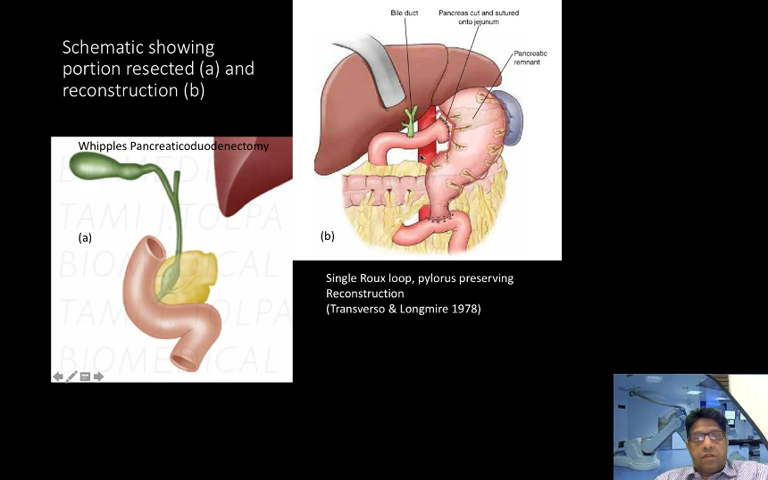 Schematic showing
portion resected (a) and
reconstruction (b)
Whipples Pancreaticoduodenectomy
(a)
Bile duct
Pancreas cut and sutured
onto jejunum
Pancreatic
remnant
(b)
Single Roux loop, pylorus preserving
Reconstruction
(Transverso & Longmire 1978)